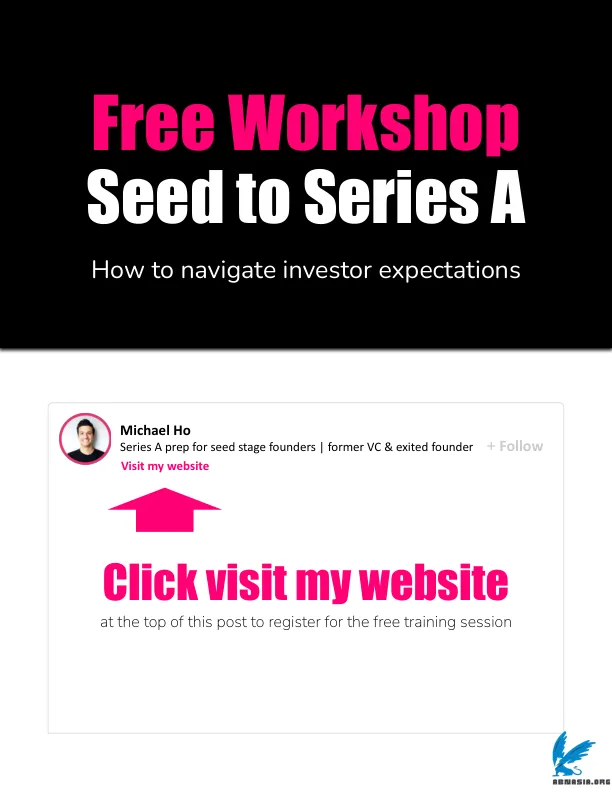 Free Workshop
Seed to Series A
How to navigate investor expectations
Michael Ho
Series A prep for seed stage founders | former VC & exited founder
+ Follow
Visit my website
Click visit my website
at the top of this post to register for the free training session
ABNASIA.ORG